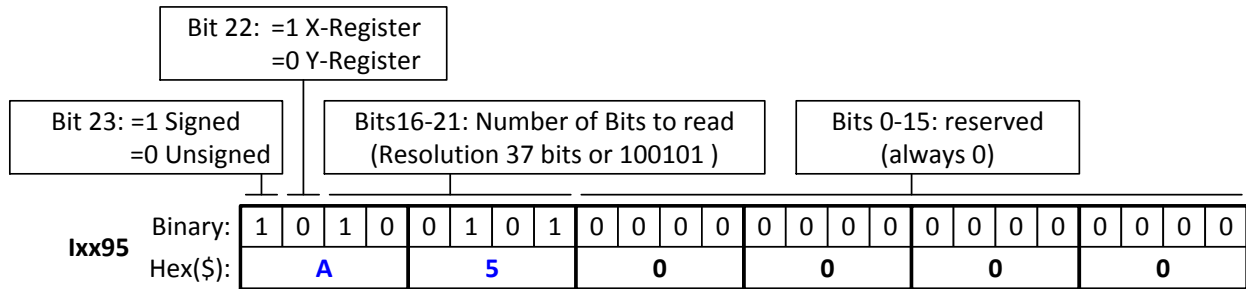 Bit 22: =1 X-Register
=0 Y-Register
Bit 23: =1 Signed
=0 Unsigned
Bits16-21: Number of Bits to read
(Resolution 37 bits or 100101 )
Bits 0-15: reserved
(always 0)
Ixx95
Binary: 1 0 1 0 0 1 0 1 0 0 0 0 0 0 0 0 0 0 0 0 0 0 0 0
Hex($): A 5 0 0 0 0